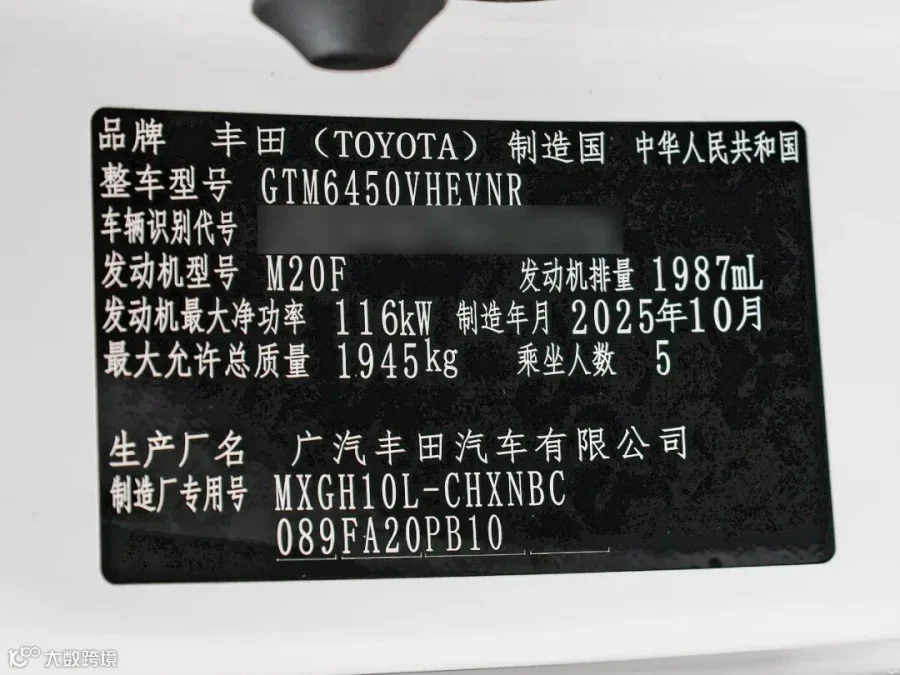 品牌 丰田（TOYOTA） 制造国 中华人民共和国
整车型号 GTM6450VHEVNR
车辆识别代号
发动机型号 M20F 发动机排量 1987mL
发动机最大净功率 116kW 制造年月 2025年10月
最大允许总质量 1945kg 乘坐人数 5
生产厂名 广汽丰田汽车有限公司
制造厂专用号 MXGH10L-CHXNBC
089FA20PB10
大数跨境